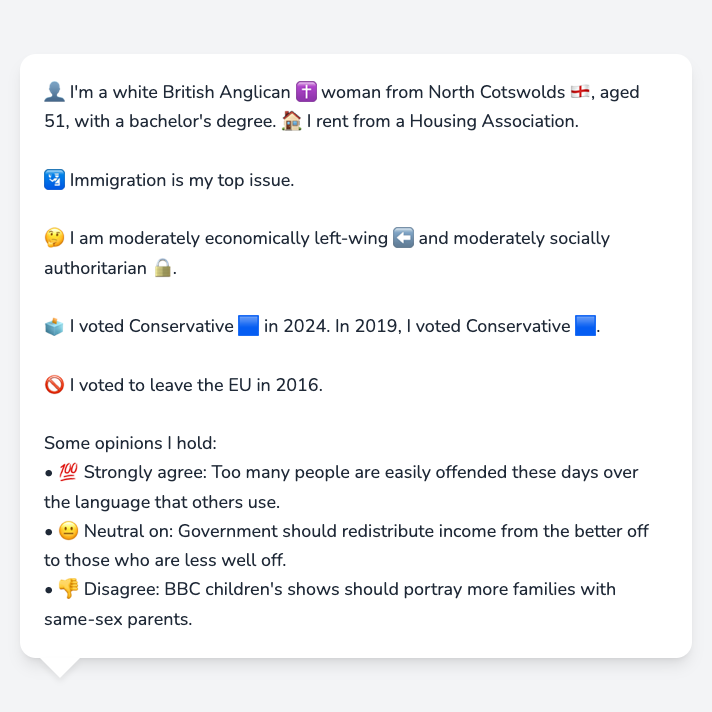 👤 I'm a white British Anglican ✝️ woman from North Cotswolds 🏴󠁧󠁢󠁥󠁮󠁧󠁿, aged
51, with a bachelor's degree. 🏠 I rent from a Housing Association.
🛂 Immigration is my top issue.
🤔 I am moderately economically left-wing ⬅️ and moderately socially
authoritarian 🔒.
🗳️ I voted Conservative 🟦 in 2024. In 2019, I voted Conservative 🟦.
🚫 I voted to leave the EU in 2016.
Some opinions I hold:
• 💯 Strongly agree: Too many people are easily offended these days over
the language that others use.
• 😐 Neutral on: Government should redistribute income from the better off
to those who are less well off.
• 👎 Disagree: BBC children's shows should portray more families with
same-sex parents.